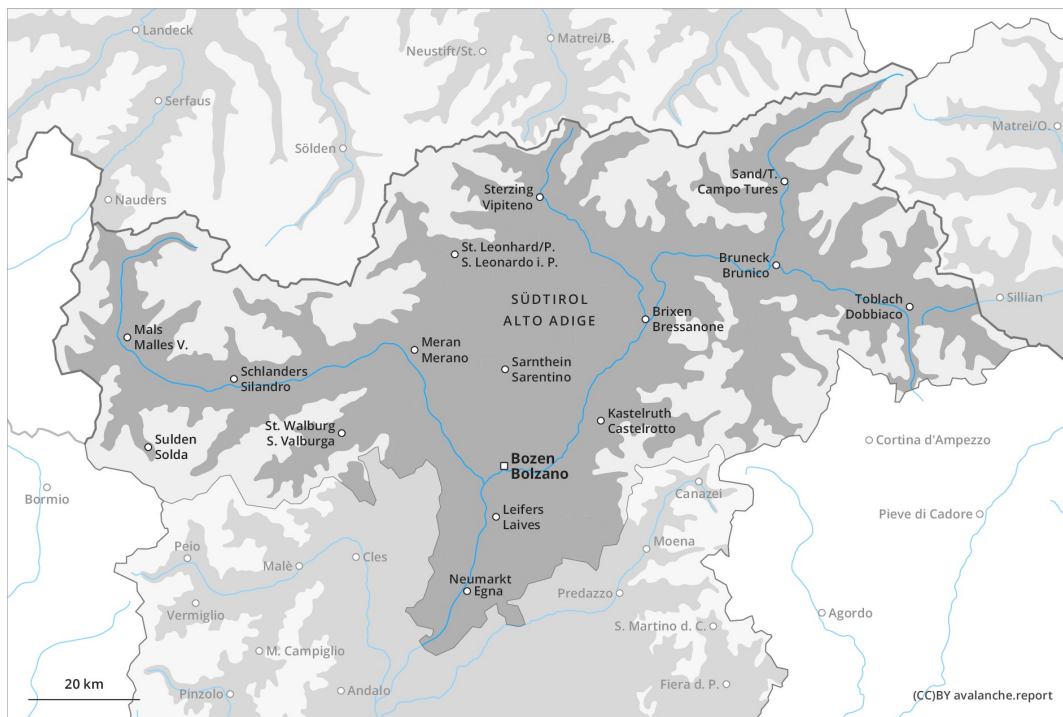 Landeck
Neustift/St.
Matrei/B.
Serfaus
Matrei/O.
Sölden
Sand/T.
Campo Tures
Nauders
Sterzing
Vipiteno
St. Leonhard/P.
S. Leonardo i. P.
Bruneck
Brunico
SÜDTIROL
ALTO ADIGE
Toblach
Dobbiaco
Sillian
Brixen
Bressanone
Mals
Malles V.
Meran
Merano
Schlanders
Silandro
Sarnthein
Sarentino
Kastelruth
Castelrotto
St. Walburg
S. Valburga
Sulden
Solda
Cortina d'Ampezzo
Bozen
Bolzano
Bormio
Canazei
Leifers
Laives
Pieve di Cadore
Peio
Malè
Cles
Moena
Neumarkt
Egna
Predazzo
Vermiglio
Agordo
S. Martino d. C.
M. Campiglio
20 km
Pinzolo
Andalo
Fiera d. P.
(CC)BY avalanche.report